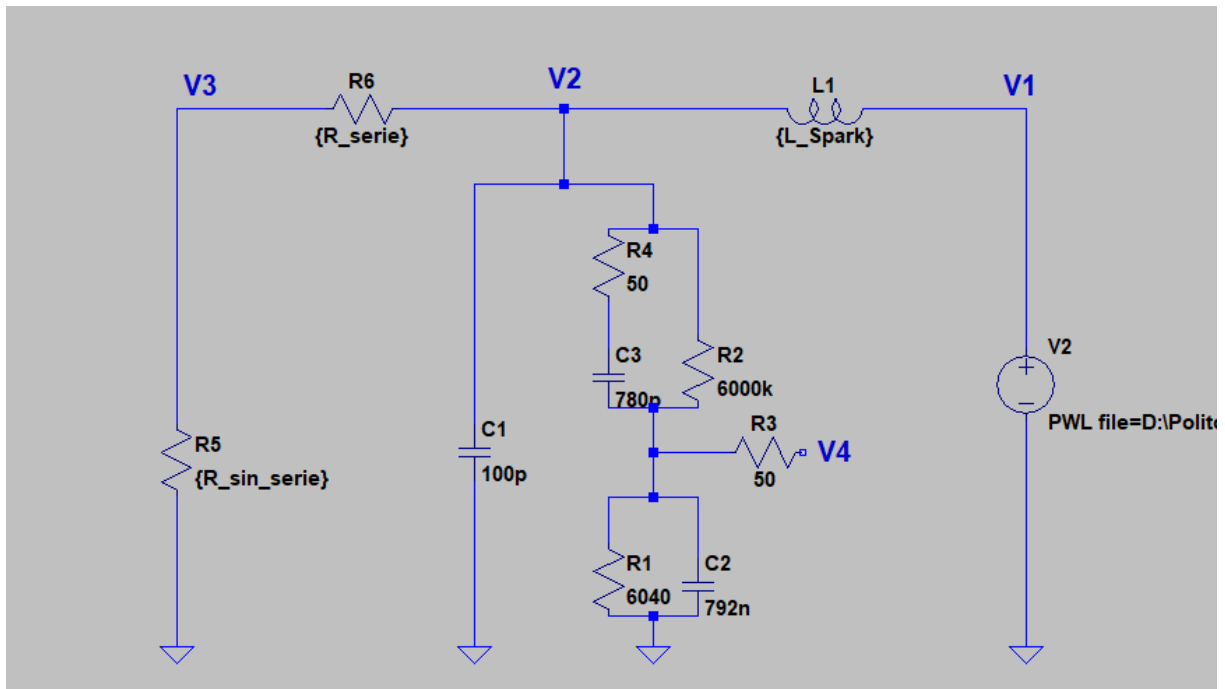 V3
R6
{R_serie}
V2
L1
{L_Spark}
V1
R4
50
C3
780p
R2
6000k
V2
PWL file=D:\Polito
R5
{R_sin_serie}
C1
100p
R3
50
V4
R1
6040
C2
792n